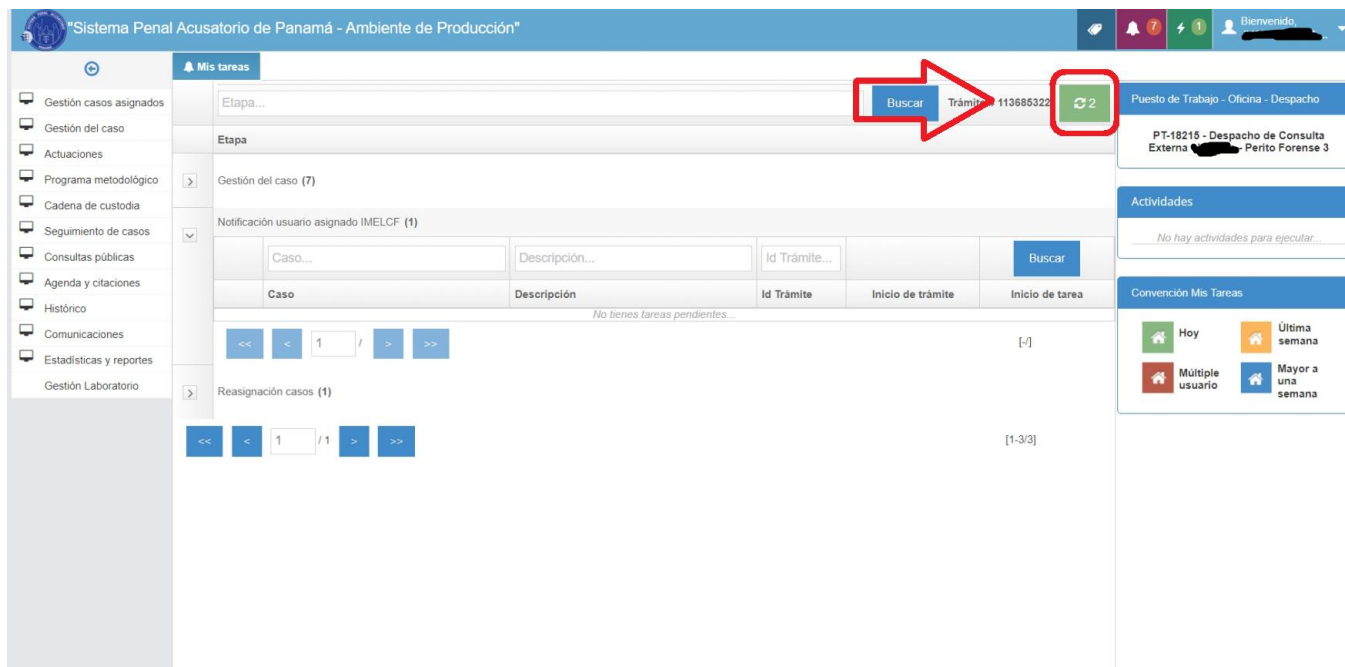 "Sistema Penal Acusatorio de Panamá - Ambiente de Producción"
7
1
Bienvenido,
Mis tareas
Gestión casos asignados
Gestión del caso
Actuaciones
Programa metodológico
Cadena de custodia
Seguimiento de casos
Consultas públicas
Agenda y citaciones
Histórico
Comunicaciones
Estadísticas y reportes
Gestión Laboratorio
Etapa...
Buscar
113685322
2
Etapa
Gestión del caso (7)
Notificación usuario asignado IMELCF (1)
Caso...
Descripción...
Id Trámite...
Buscar
Caso
Descripción
Id Trámite
Inicio de trámite
Inicio de tarea
No tienes tareas pendientes...
<< < 1 / > >>
[-/]
Reasignación casos (1)
<< < 1 / 1 > >>
[1-3/3]
Puesto de Trabajo - Oficina - Despacho
PT-18215 - Despacho de Consulta
Externa - Perito Forense 3
Actividades
No hay actividades para ejecutar...
Convención Mis Tareas
Hoy
Última
semana
Múltiple
usuario
Mayor a
una
semana